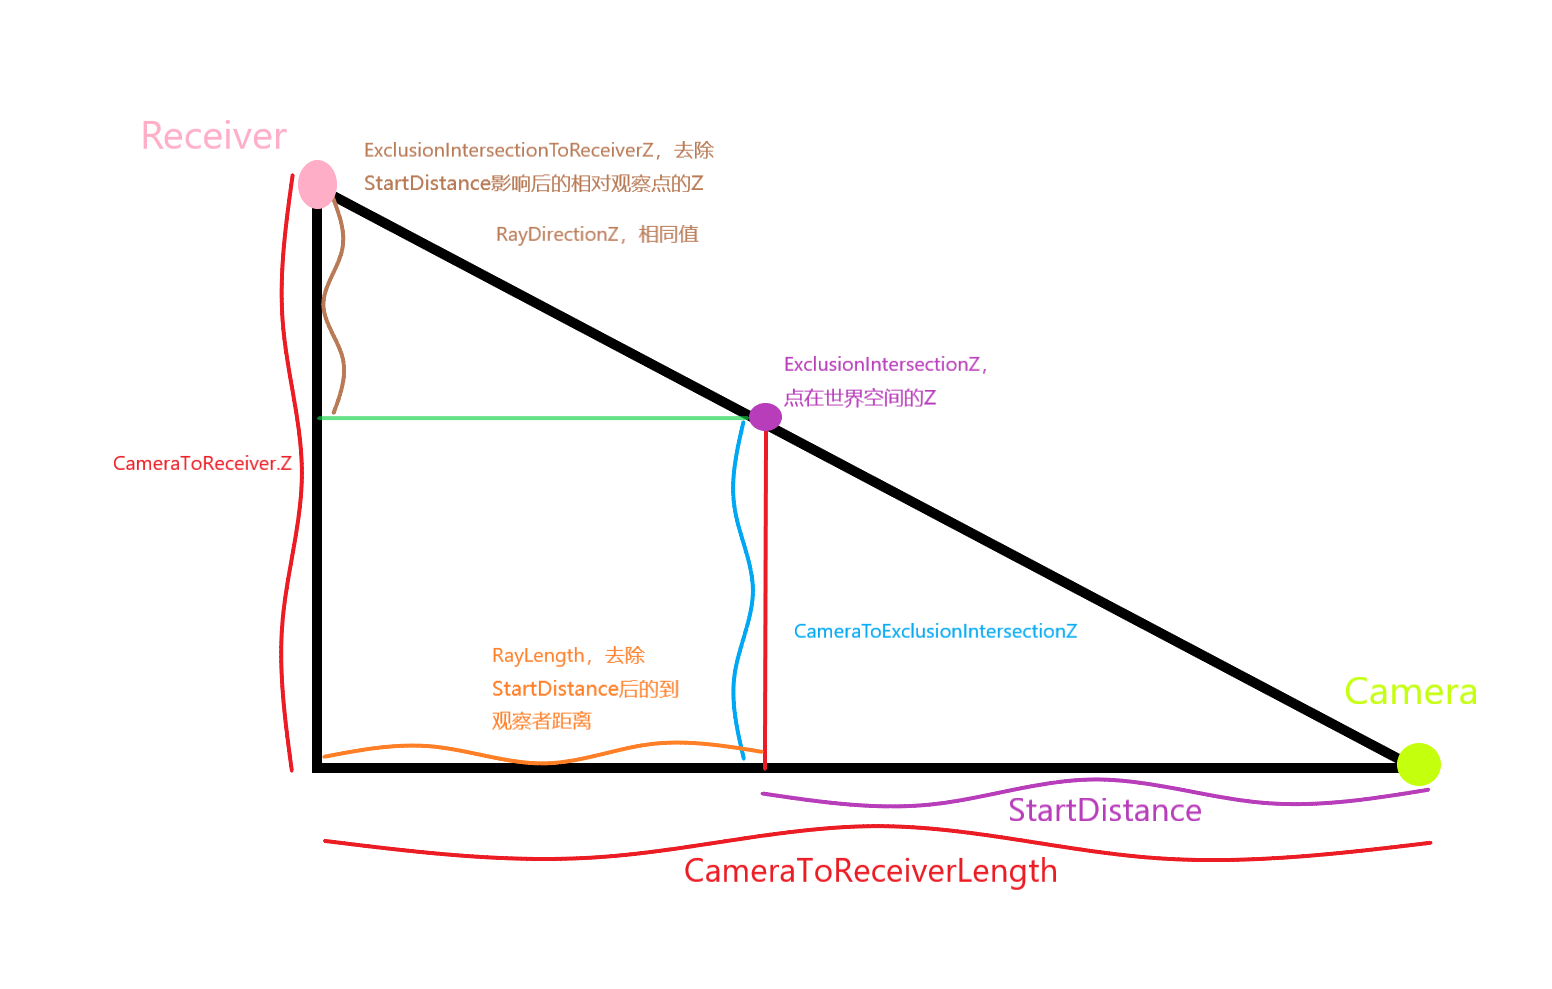 Receiver
ExclusionIntersectionToReceiverZ，去除
StartDistance影响后的相对观察点的Z
RayDirectionZ，相同值
ExclusionIntersectionZ，
点在世界空间的Z
CameraToReceiver.Z
CameraToExclusionIntersectionZ
RayLength，去除
StartDistance后的到
观察者距离
Camera
StartDistance
CameraToReceiverLength